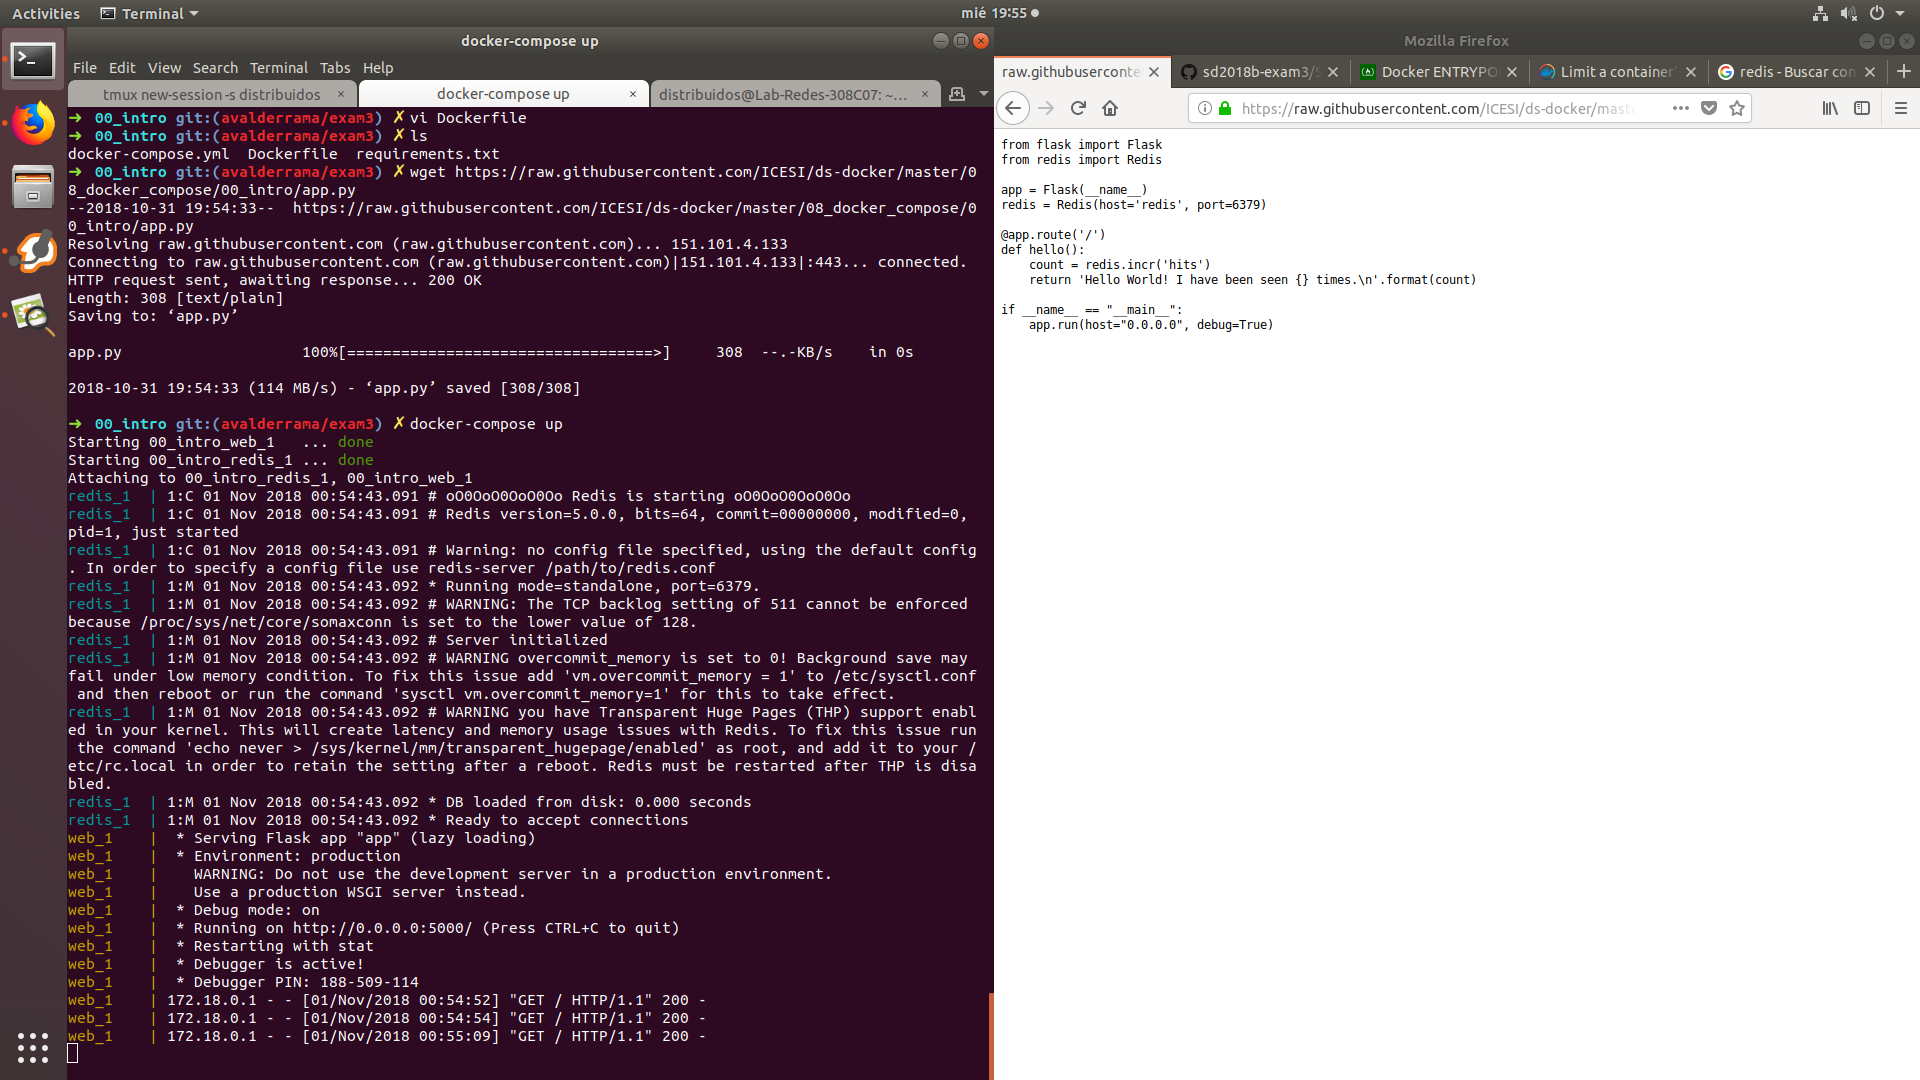 Activities
Terminal
mié 19:55
docker-compose up
File Edit View Search Terminal Tabs Help
tmux new-session -s distribuidos ×
docker-compose up ×
distribuidos@Lab-Redes-308C07: ~... ×
➜ 00_intro git:(avalderrama/exam3) ✗ vi Dockerfile
➜ 00_intro git:(avalderrama/exam3) ✗ ls
docker-compose.yml Dockerfile requirements.txt
➜ 00_intro git:(avalderrama/exam3) ✗ wget https://raw.githubusercontent.com/ICESI/ds-docker/master/0
8_docker_compose/00_intro/app.py
--2018-10-31 19:54:33-- https://raw.githubusercontent.com/ICESI/ds-docker/master/08_docker_compose/0
0_intro/app.py
Resolving raw.githubusercontent.com (raw.githubusercontent.com)... 151.101.4.133
Connecting to raw.githubusercontent.com (raw.githubusercontent.com)|151.101.4.133|:443... connected.
HTTP request sent, awaiting response... 200 OK
Length: 308 [text/plain]
Saving to: ‘app.py’
app.py 100%[==================================>] 308 --.-KB/s in 0s
2018-10-31 19:54:33 (114 MB/s) - ‘app.py’ saved [308/308]
➜ 00_intro git:(avalderrama/exam3) ✗ docker-compose up
Starting 00_intro_web_1 ... done
Starting 00_intro_redis_1 ... done
Attaching to 00_intro_redis_1, 00_intro_web_1
redis_1 | 1:C 01 Nov 2018 00:54:43.091 # oO0OoO0OoO0Oo Redis is starting oO0OoO0OoO0Oo
redis_1 | 1:C 01 Nov 2018 00:54:43.091 # Redis version=5.0.0, bits=64, commit=00000000, modified=0,
pid=1, just started
redis_1 | 1:C 01 Nov 2018 00:54:43.091 # Warning: no config file specified, using the default config
. In order to specify a config file use redis-server /path/to/redis.conf
redis_1 | 1:M 01 Nov 2018 00:54:43.092 * Running mode=standalone, port=6379.
redis_1 | 1:M 01 Nov 2018 00:54:43.092 # WARNING: The TCP backlog setting of 511 cannot be enforced
because /proc/sys/net/core/somaxconn is set to the lower value of 128.
redis_1 | 1:M 01 Nov 2018 00:54:43.092 # Server initialized
redis_1 | 1:M 01 Nov 2018 00:54:43.092 # WARNING overcommit_memory is set to 0! Background save may
fail under low memory condition. To fix this issue add 'vm.overcommit_memory = 1' to /etc/sysctl.conf
and then reboot or run the command 'sysctl vm.overcommit_memory=1' for this to take effect.
redis_1 | 1:M 01 Nov 2018 00:54:43.092 # WARNING you have Transparent Huge Pages (THP) support enabl
ed in your kernel. This will create latency and memory usage issues with Redis. To fix this issue run
the command 'echo never > /sys/kernel/mm/transparent_hugepage/enabled' as root, and add it to your /
etc/rc.local in order to retain the setting after a reboot. Redis must be restarted after THP is disa
bled.
redis_1 | 1:M 01 Nov 2018 00:54:43.092 * DB loaded from disk: 0.000 seconds
redis_1 | 1:M 01 Nov 2018 00:54:43.092 * Ready to accept connections
web_1 | * Serving Flask app "app" (lazy loading)
web_1 | * Environment: production
web_1 | WARNING: Do not use the development server in a production environment.
web_1 | Use a production WSGI server instead.
web_1 | * Debug mode: on
web_1 | * Running on http://0.0.0.0:5000/ (Press CTRL+C to quit)
web_1 | * Restarting with stat
web_1 | * Debugger is active!
web_1 | * Debugger PIN: 188-509-114
web_1 | 172.18.0.1 - - [01/Nov/2018 00:54:52] "GET / HTTP/1.1" 200 -
web_1 | 172.18.0.1 - - [01/Nov/2018 00:54:54] "GET / HTTP/1.1" 200 -
web_1 | 172.18.0.1 - - [01/Nov/2018 00:55:09] "GET / HTTP/1.1" 200 -
Mozilla Firefox
raw.githubuserconte
sd2018b-exam3/S
Docker ENTRYPO
Limit a container'
redis - Buscar con
https://raw.githubusercontent.com/ICESI/ds-docker/maste
from flask import Flask
from redis import Redis
app = Flask(__name__)
redis = Redis(host='redis', port=6379)
@app.route('/')
def hello():
count = redis.incr('hits')
return 'Hello World! I have been seen {} times.\n'.format(count)
if __name__ == "__main__":
app.run(host="0.0.0.0", debug=True)